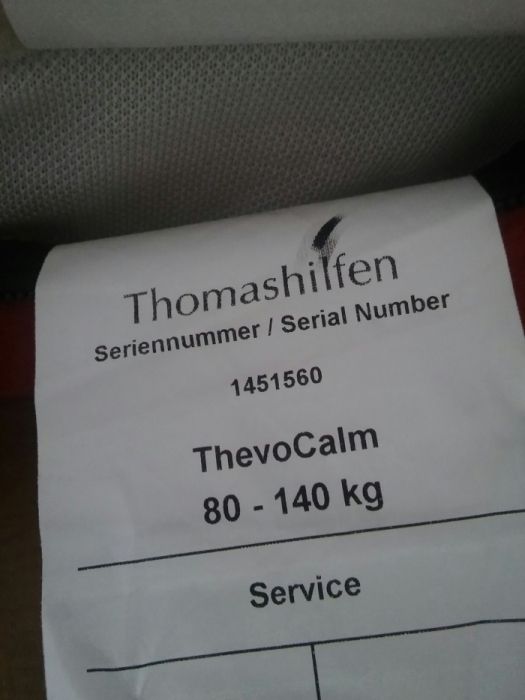 Thomashilfen
Seriennummer / Serial Number
1451560
ThevoCalm
80 - 140 kg
Service